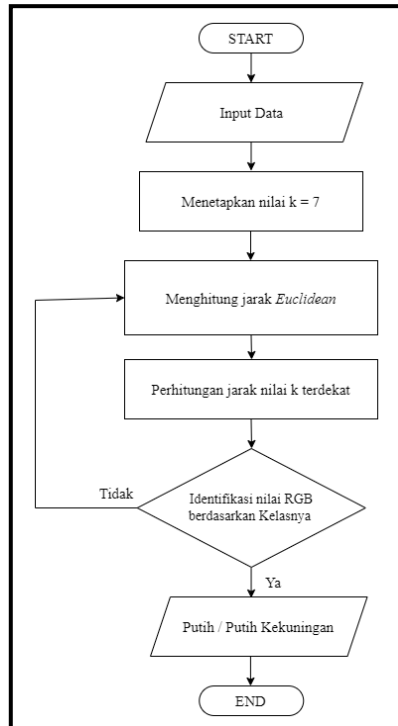 START
Input Data
Menetapkan nilai k = 7
Menghitung jarak Euclidean
Perhitungan jarak nilai k terdekat
Tidak
Identifikasi nilai RGB
berdasarkan Kelasnya
Ya
Putih / Putih Kekuningan
END